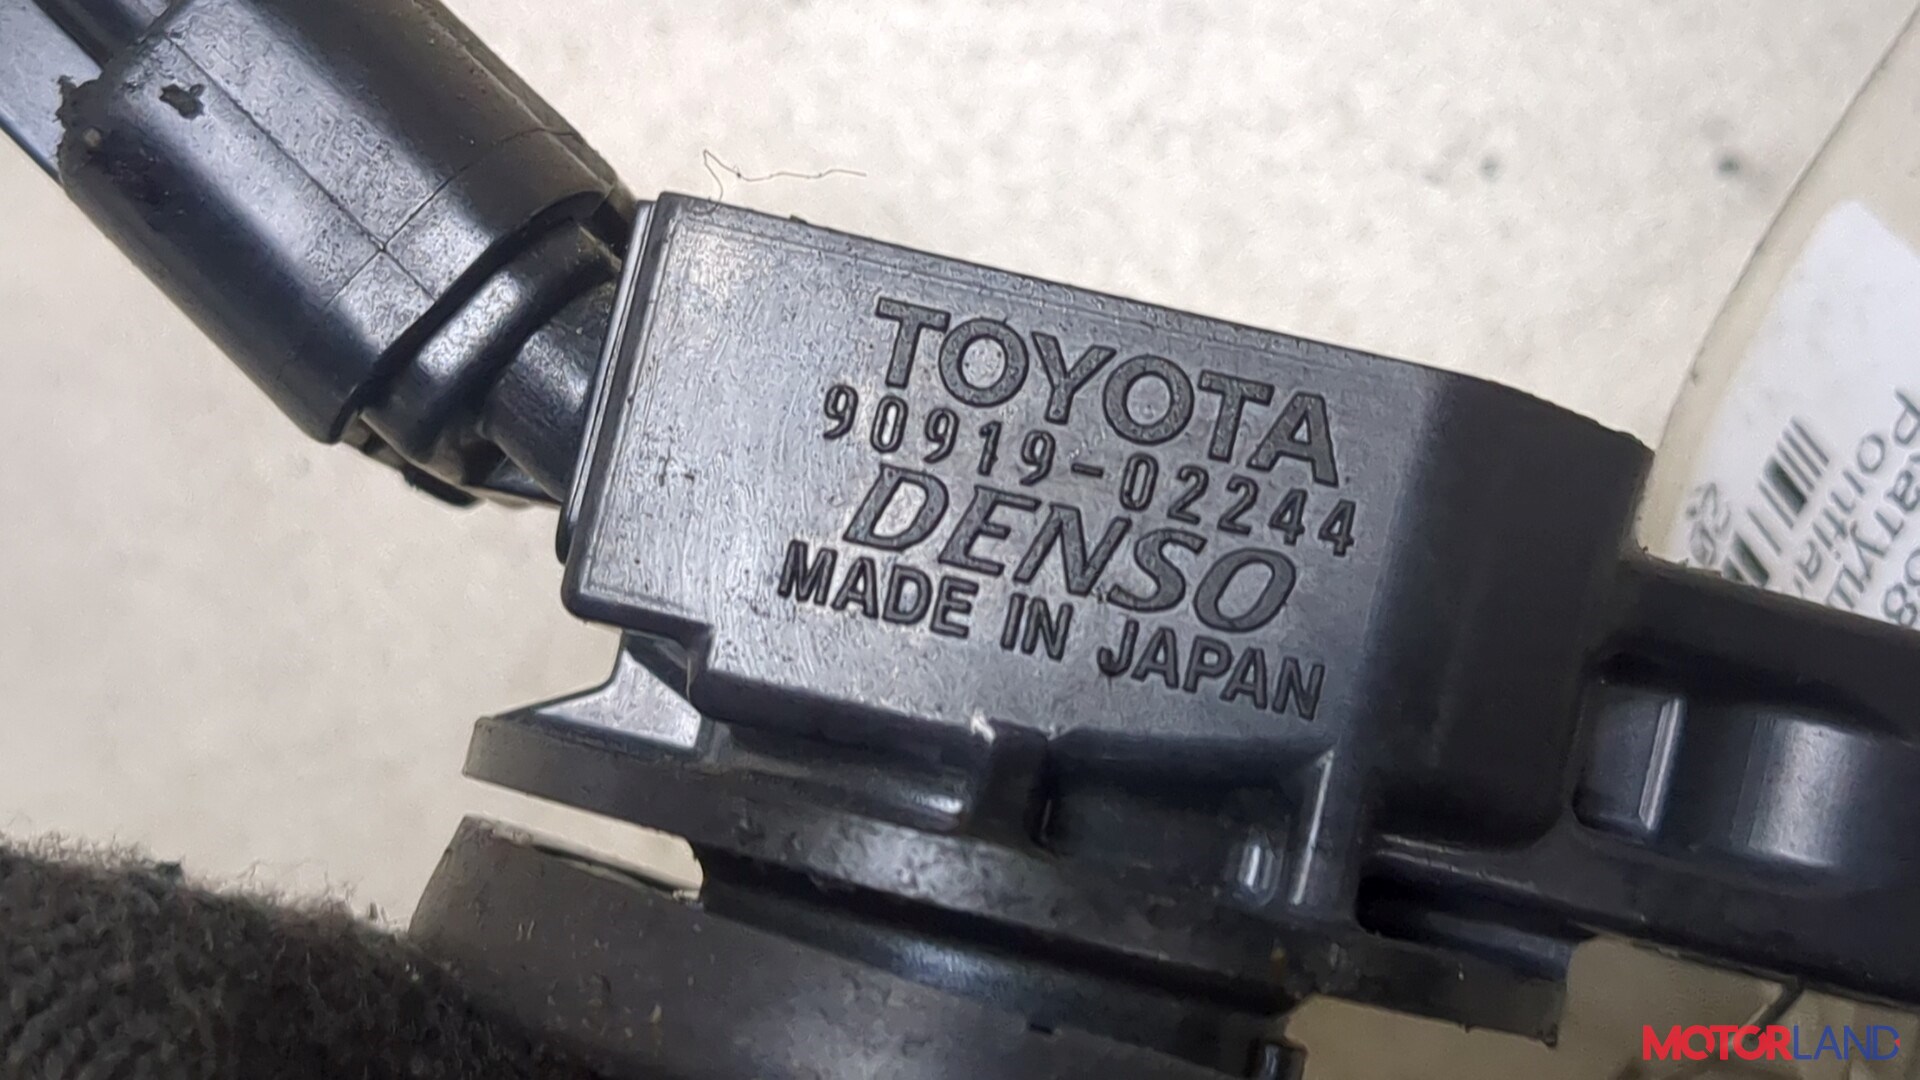 TOYOTA
90919-02244
DENSO
MADE IN JAPAN
MOTORLAND